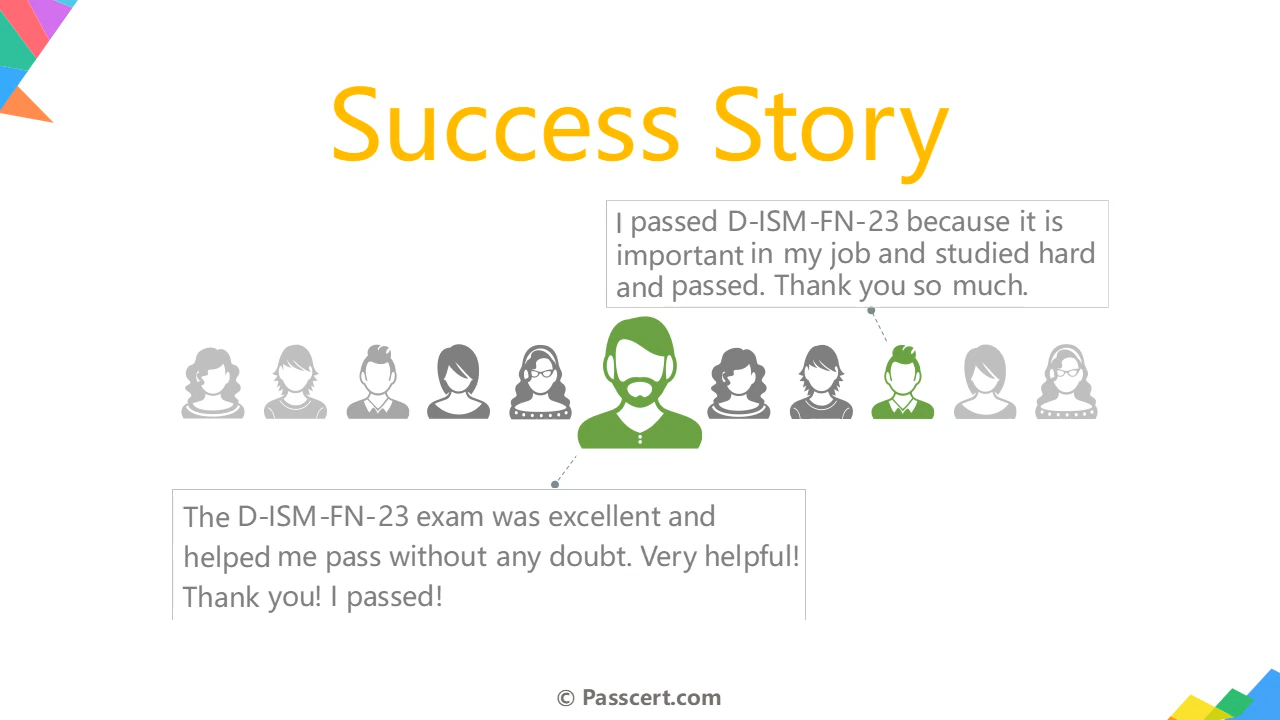 Success Story
I passed D-ISM-FN-23 because it is
important in my job and studied hard
and passed. Thank you so much.
The D-ISM-FN-23 exam was excellent and
helped me pass without any doubt. Very helpful!
Thank you! I passed!
© Passcert.com